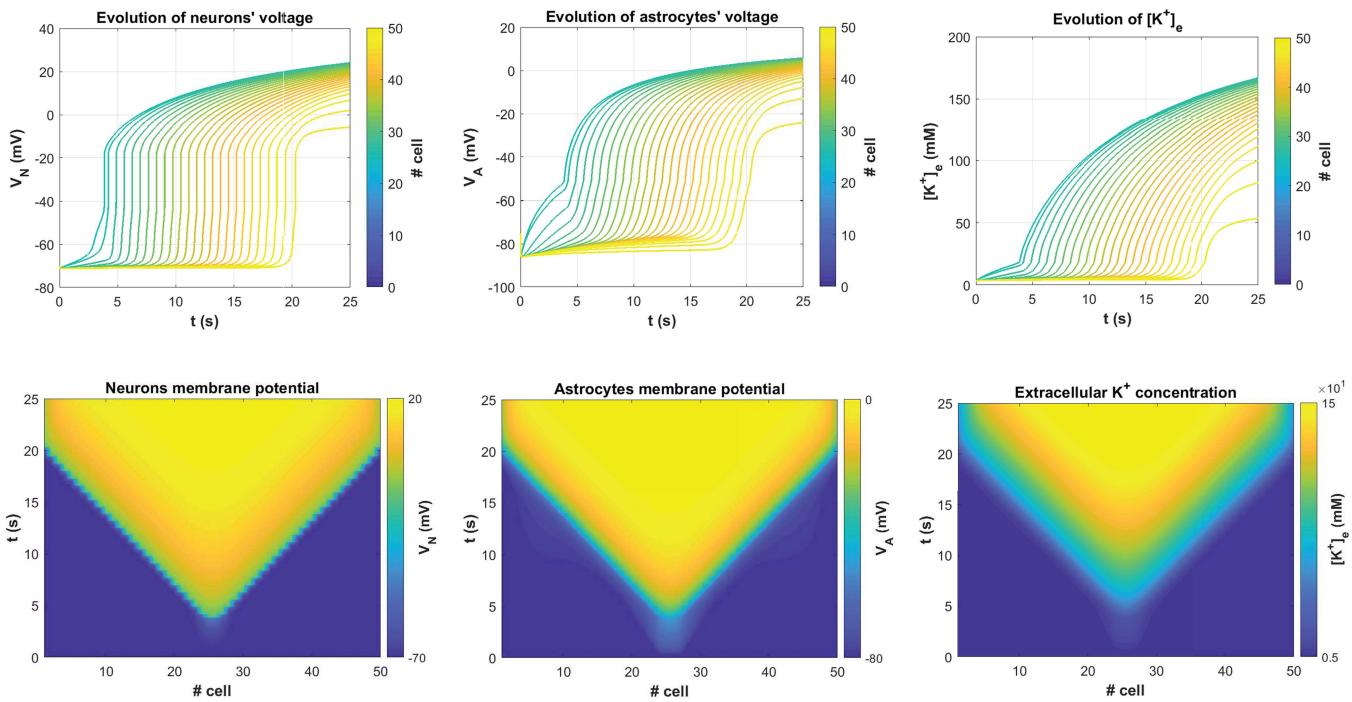 Evolution of neurons' voltage
V_N (mV)
40
20
0
-20
-40
-60
-80
0 5 10 15 20 25
t (s)
50
40
30
20
10
0
# cell
Evolution of astrocytes' voltage
V_A (mV)
20
0
-20
-40
-60
-80
-100
0 5 10 15 20 25
t (s)
50
40
30
20
10
0
# cell
Evolution of [K⁺]_e
[K⁺]_e (mM)
200
150
100
50
0
0 5 10 15 20 25
t (s)
50
40
30
20
10
0
# cell
Neurons membrane potential
t (s)
25
20
15
10
5
0
10 20 30 40 50
# cell
20
-70
V_N (mV)
Astrocytes membrane potential
t (s)
25
20
15
10
5
0
10 20 30 40 50
# cell
0
-80
V_A (mV)
Extracellular K⁺ concentration
t (s)
25
20
15
10
5
0
10 20 30 40 50
# cell
×10¹
15
0.5
[K⁺]_e (mM)